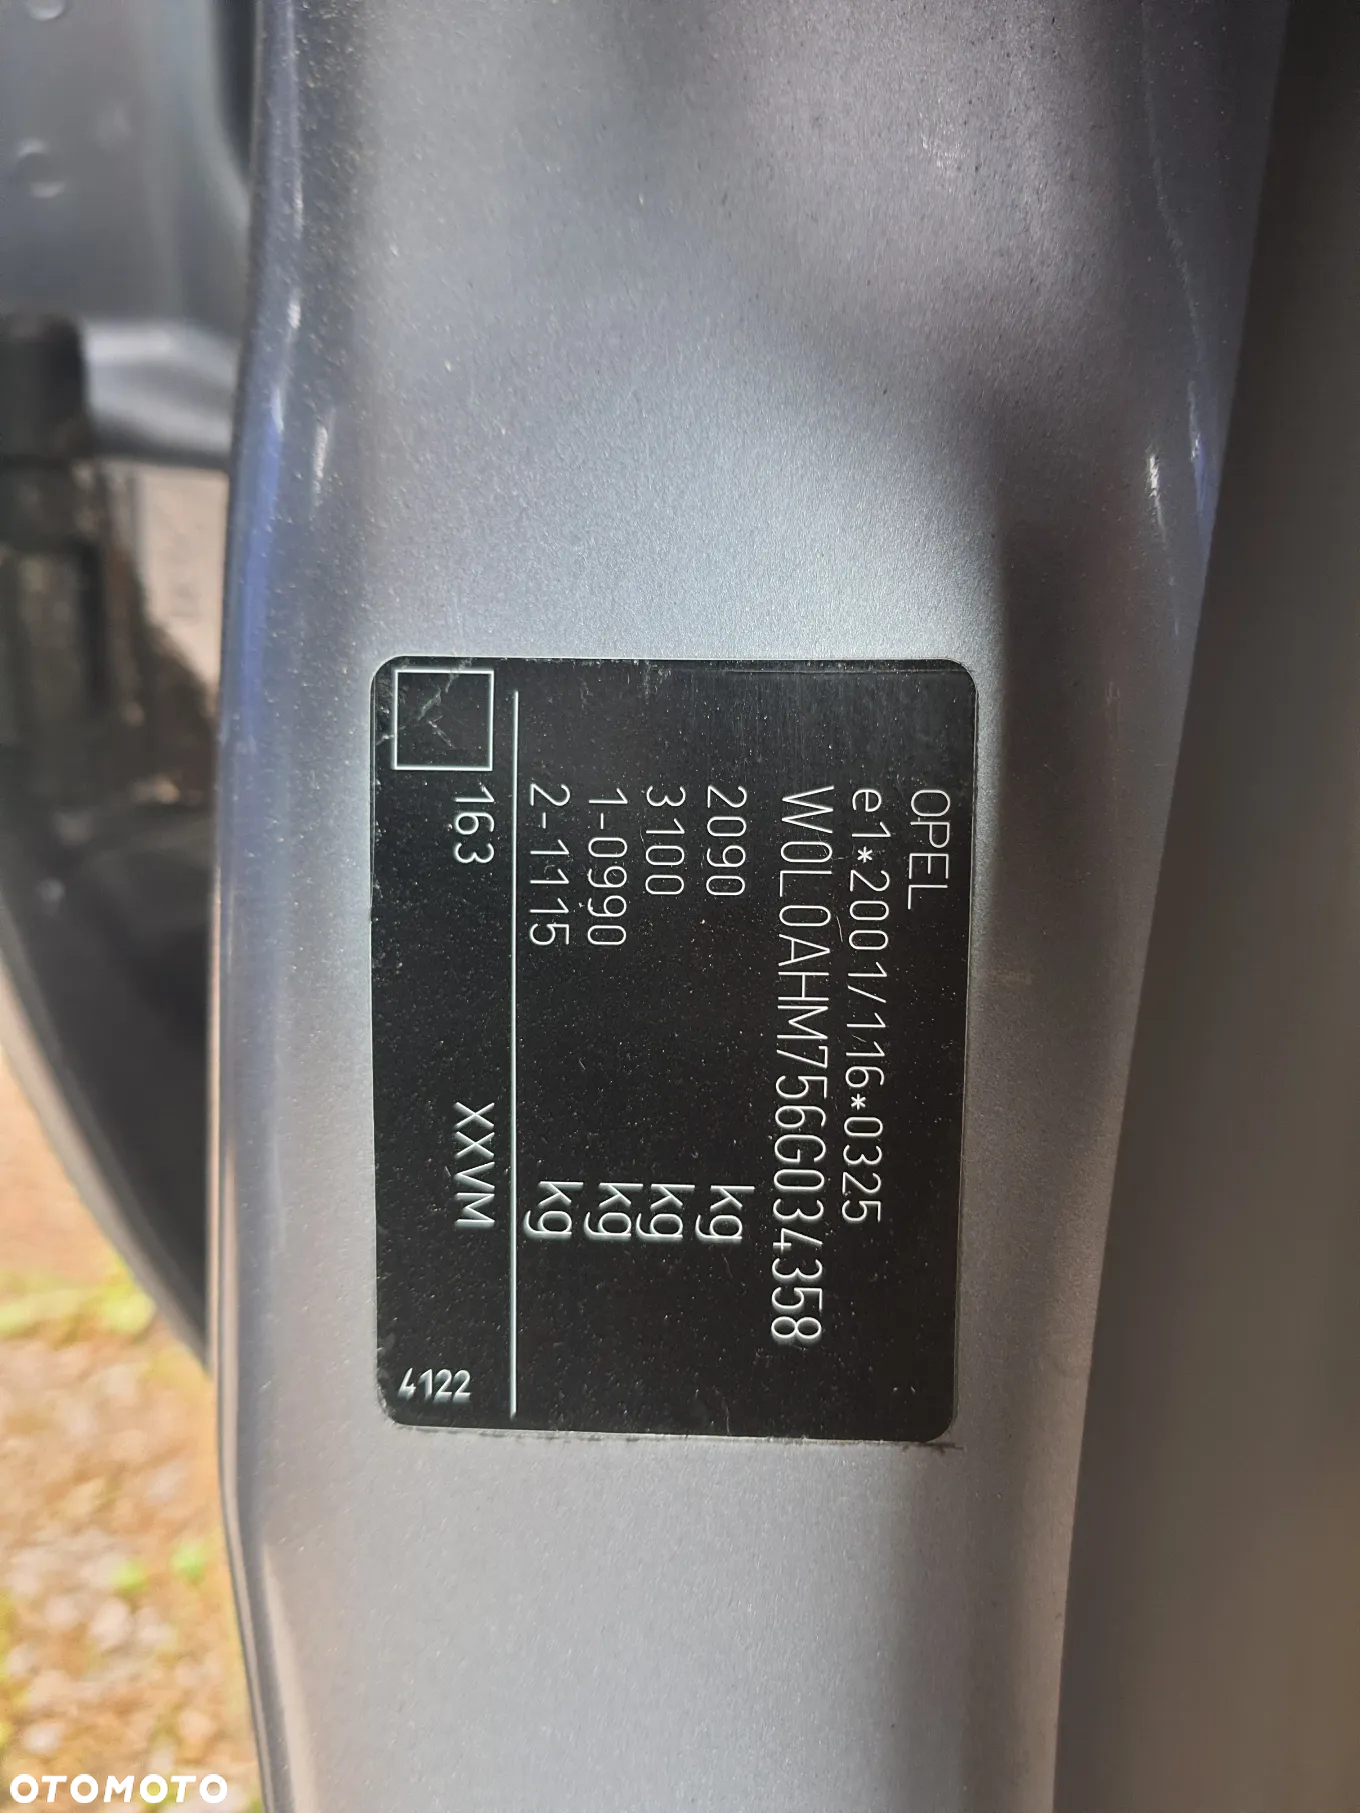 OPEL
e1*2001/116*0325
W0L0AHM756G034358
2090 kg
3100 kg
1-0990 kg
2-1115 kg
163 XXVM
4122
OTOMOTO